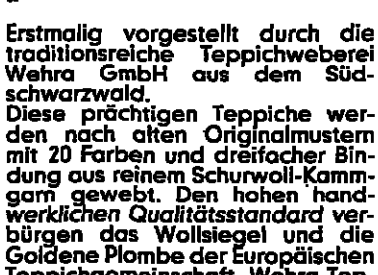 Erstmalig vorgestellt durch die
traditionsreiche Teppichweberei
Wehra GmbH aus dem Süd-
schwarzwald.
Diese prächtigen Teppiche wer-
den nach alten Originalmustern
mit 20 Farben und dreifacher Bin-
dung aus reinem Schurwoll-Kamm-
garn gewebt. Den hohen hand-
werklichen Qualitätsstandard ver-
bürgen das Wollsiegel und die
Goldene Plombe der Europäischen
Teppichgemeinschaft. Wehra Tep-